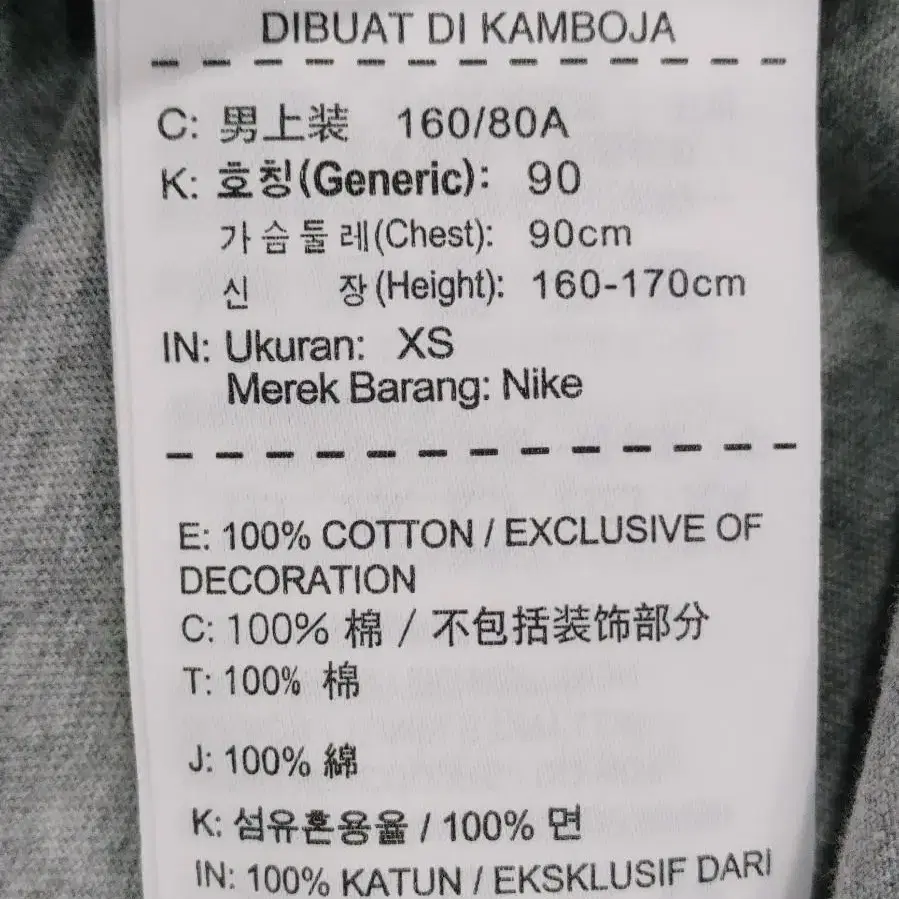 DIBUAT DI KAMBOJA
C: 男上装 160/80A
K: 호칭(Generic): 90
가슴둘레(Chest): 90cm
신 장(Height): 160-170cm
IN: Ukuran: XS
Merek Barang: Nike
E: 100% COTTON / EXCLUSIVE OF
DECORATION
C: 100% 棉 / 不包括装饰部分
T: 100% 棉
J: 100% 綿
K: 섬유혼용율 / 100% 면
IN: 100% KATUN / EKSKLUSIF DARI